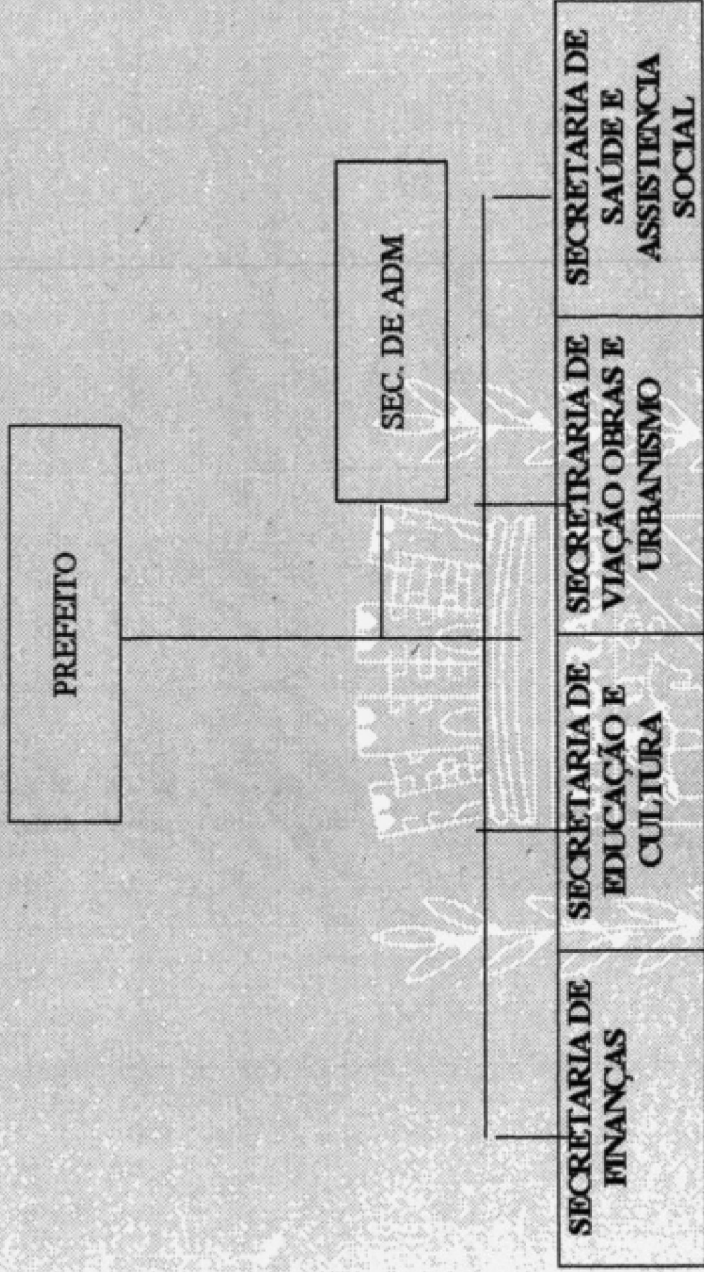 PREFEITO
SEC. DE ADM
SECRETARIA DE
FINANÇAS
SECRETARIA DE
EDUCAÇÃO E
CULTURA
SECRETRARIA DE
VIAÇÃO OBRAS E
URBANISMO
SECRETARIA DE
SAÚDE E
ASSISTENCIA
SOCIAL